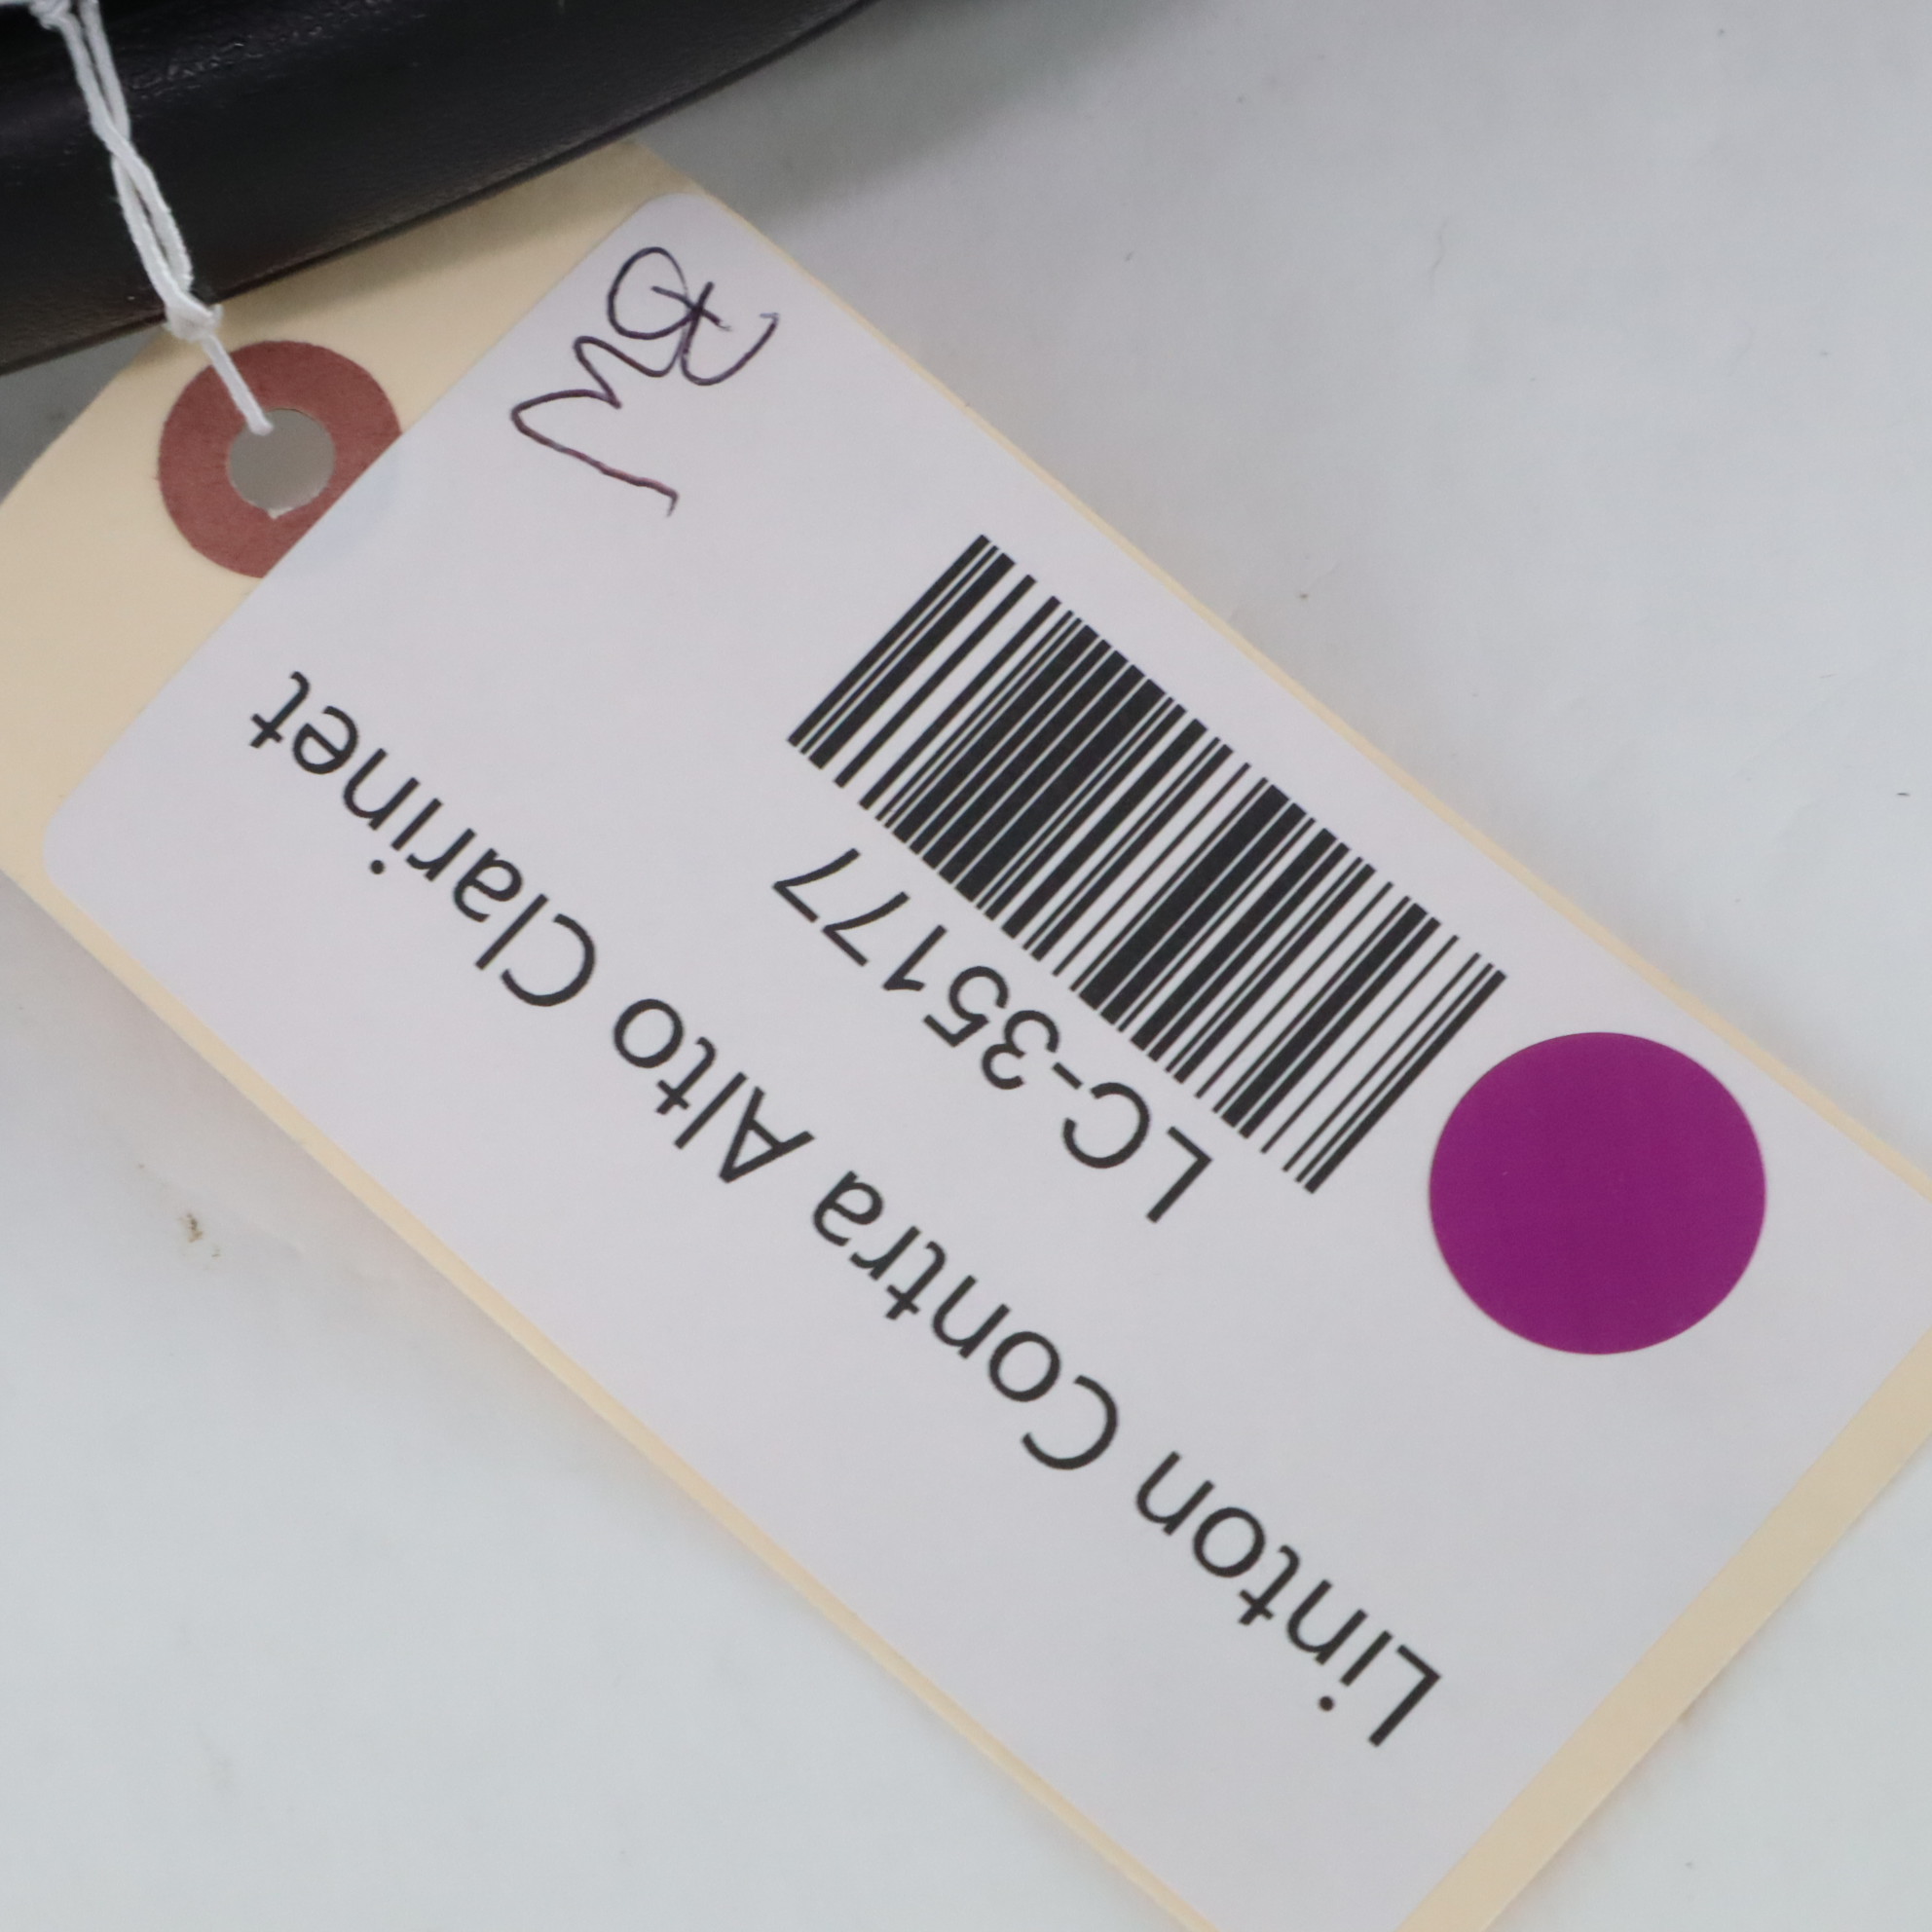 Linton Contra Alto Clarinet
LC-35177